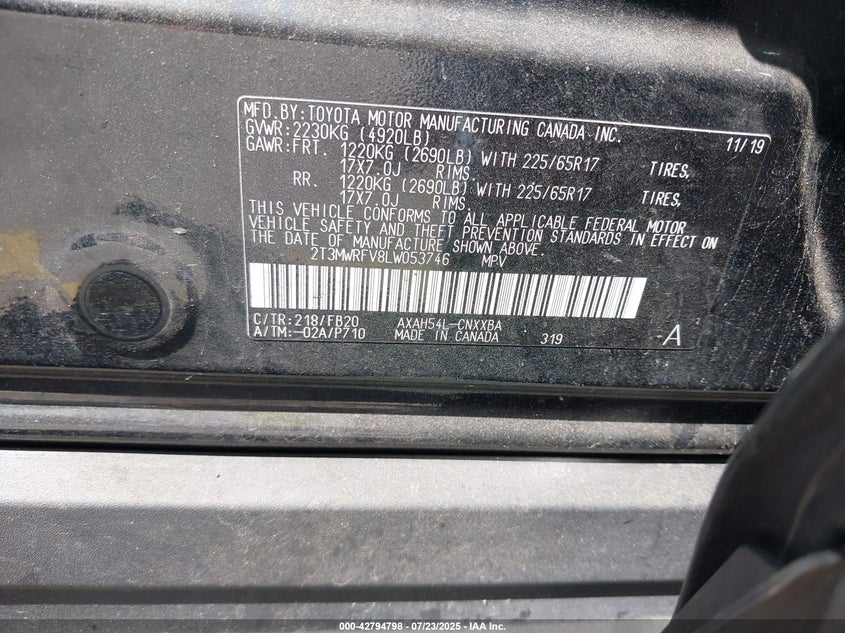 MFD.BY:TOYOTA MOTOR MANUFACTURING CANADA INC.
GVWR:2230KG (4920LB) 11/19
GAWR:FRT. 1220KG (2690LB) WITH 225/65R17 TIRES,
17X7.0J RIMS.
RR. 1220KG (2690LB) WITH 225/65R17 TIRES,
17X7.0J RIMS.
THIS VEHICLE CONFORMS TO ALL APPLICABLE FEDERAL MOTOR
VEHICLE SAFETY AND THEFT PREVENTION STANDARDS IN EFFECT ON
THE DATE OF MANUFACTURE SHOWN ABOVE.
2T3MWRFV8LW053746 MPV
C/TR:218/FB20 AXAH54L-CNXXBA
A/TM:-02A/P710 MADE IN CANADA 319 -A
000-42794798 - 07/23/2025 - IAA Inc.